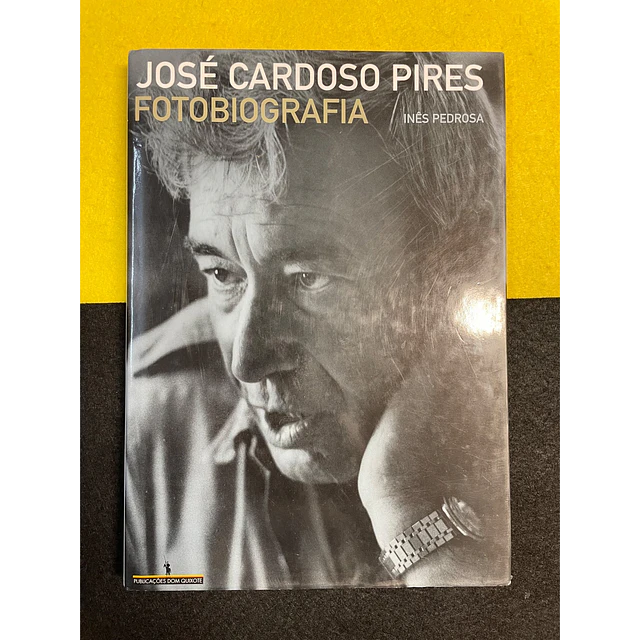 JOSÉ CARDOSO PIRES
FOTOBIOGRAFIA
INÊS PEDROSA
PUBLICAÇÕES DOM QUIXOTE